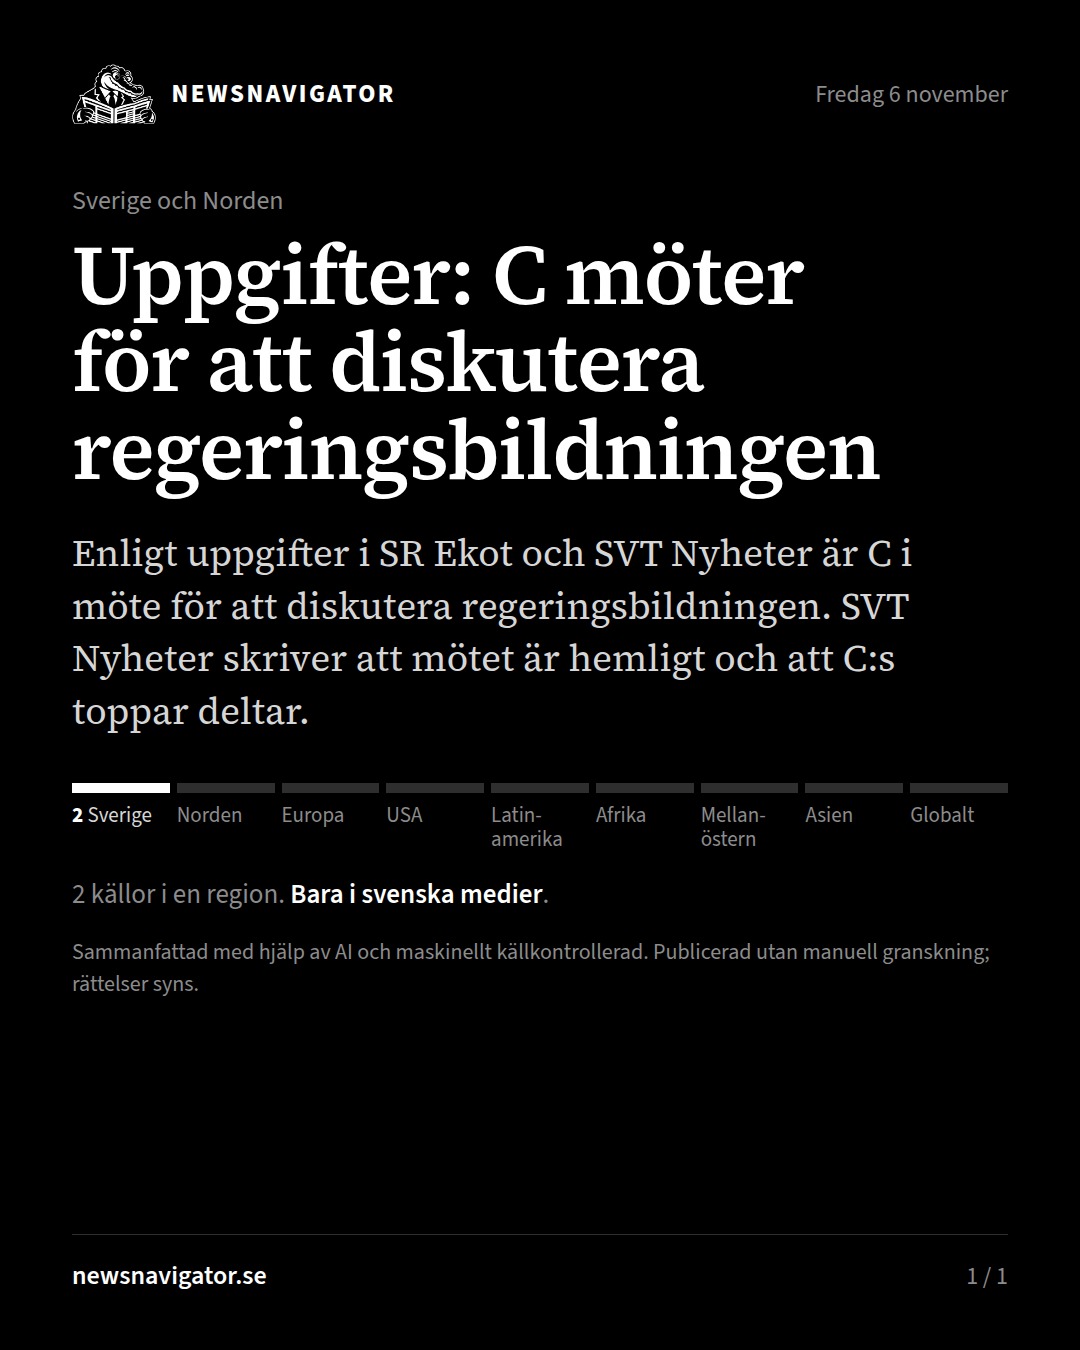 NEWSNAVIGATOR
Fredag 6 november
Sverige och Norden
Uppgifter: C möter
för att diskutera
regeringsbildningen
Enligt uppgifter i SR Ekot och SVT Nyheter är C i
möte för att diskutera regeringsbildningen. SVT
Nyheter skriver att mötet är hemligt och att C:s
toppar deltar.
2 Sverige
Norden
Europa
USA
Latin-
amerika
Afrika
Mellan-
östern
Asien
Globalt
2 källor i en region. Bara i svenska medier.
Sammanfattad med hjälp av AI och maskinellt källkontrollerad. Publicerad utan manuell granskning;
rättelser syns.
newsnavigator.se
1 / 1